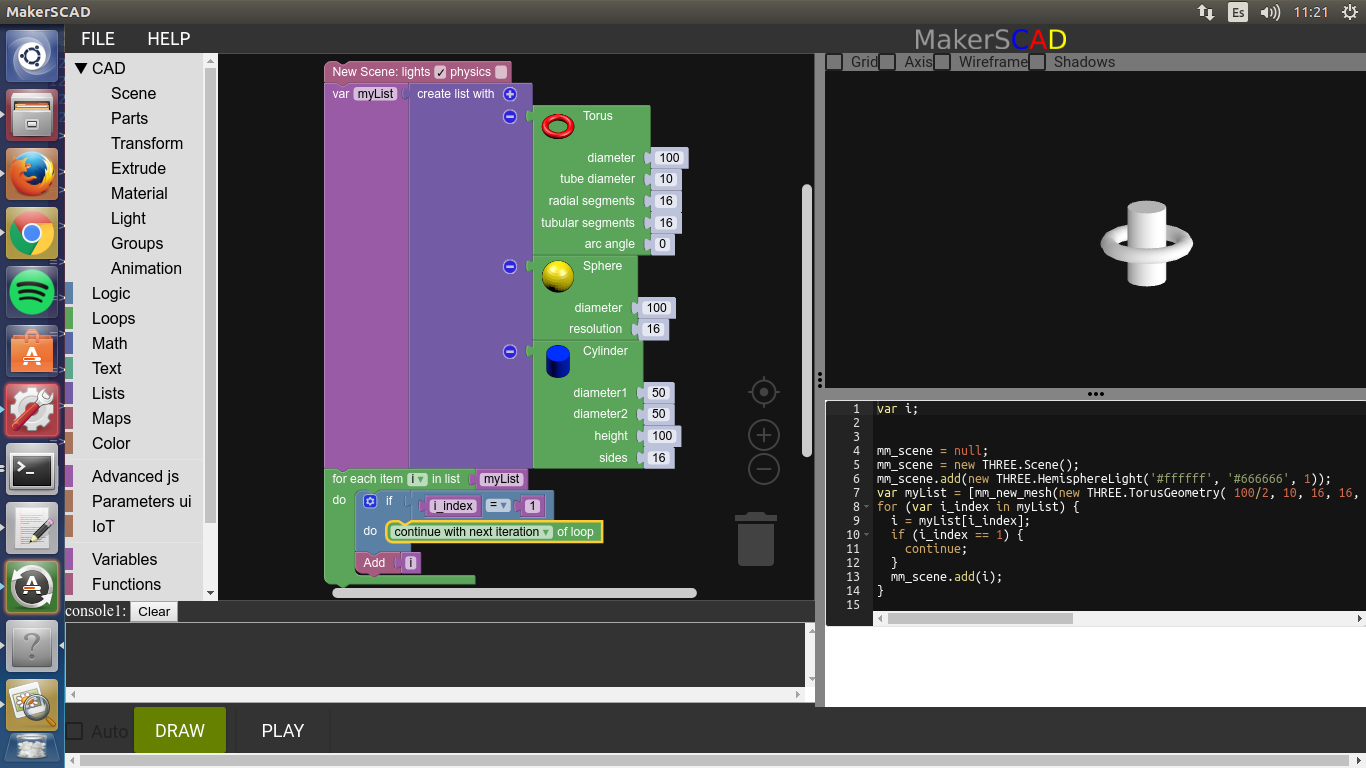 MakerSCAD
Es
11:21
FILE HELP
MakerSCAD
CAD
Scene
Parts
Transform
Extrude
Material
Light
Groups
Animation
Logic
Loops
Math
Text
Lists
Maps
Color
Advanced js
Parameters ui
IoT
Variables
Functions
New Scene: lights physics
var myList create list with
Torus
diameter 100
tube diameter 10
radial segments 16
tubular segments 16
arc angle 0
Sphere
diameter 100
resolution 16
Cylinder
diameter1 50
diameter2 50
height 100
sides 16
for each item i in list myList
do if i_index = 1
do continue with next iteration of loop
Add i
Grid Axis Wireframe Shadows
1 var i;
2
3
4 mm_scene = null;
5 mm_scene = new THREE.Scene();
6 mm_scene.add(new THREE.HemisphereLight('#ffffff', '#666666', 1));
7 var myList = [mm_new_mesh(new THREE.TorusGeometry( 100/2, 10, 16, 16,
8 for (var i_index in myList) {
9 i = myList[i_index];
10 if (i_index == 1) {
11 continue;
12 }
13 mm_scene.add(i);
14 }
15
console1: Clear
Auto DRAW PLAY